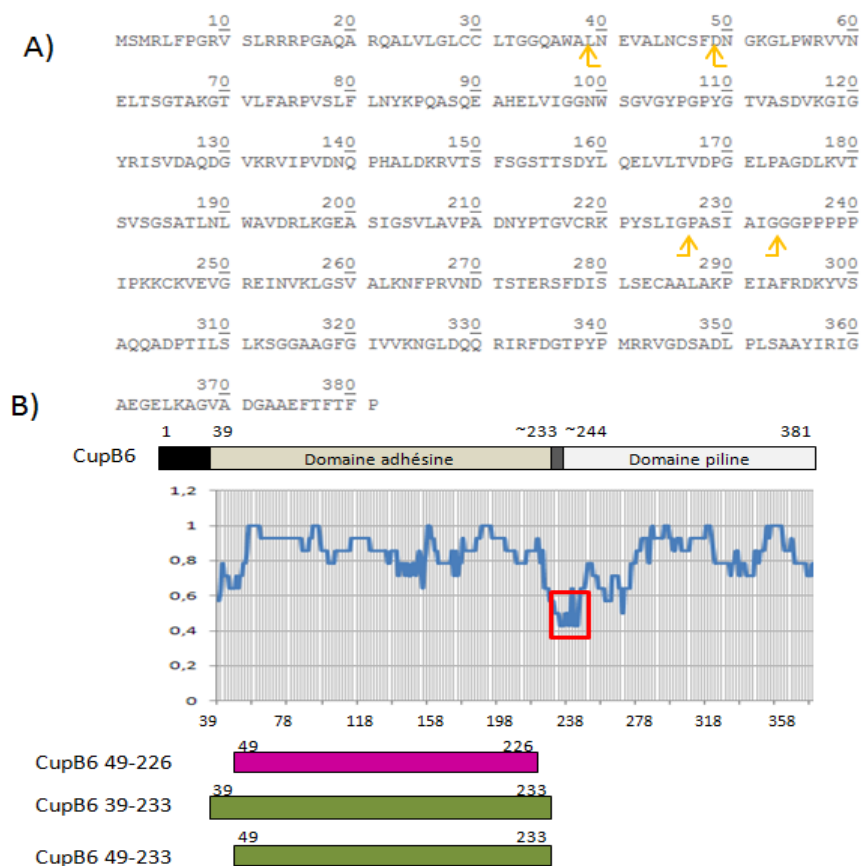 A)
10 20 30 40 50 60
MSMRLFPGRV SLRRRPGAQA RQALVLGLCC LTGGQAWALN EVALNCSFDN GKGLPWRVVN
70 80 90 100 110 120
ELTSGTAKGT VLFARPVSLF LNYKPQASQE AHELVIGGNW SGVGYPGPYG TVASDVKGIG
130 140 150 160 170 180
YRISVDAQDG VKRVIPVDNQ PHALDKRVTS FSGSTTSDYL QELVLTVDPG ELPAGDLKVT
190 200 210 220 230 240
SVSGSATLNL WAVDRLKGEA SIGSVLAVPA DNYPTGVCRK PYSLIGPASI AIGGGPPPPP
250 260 270 280 290 300
IPKKCKVEVG REINVKLGSV ALKNFPRVND TSTERSFDIS LSECAALAKP EIAFRDKYVS
310 320 330 340 350 360
AQQADPTILS LKSGGAAGFG IVVKNGLDQQ RIRFDGTPYP MRRVGDSADL PLSAAYIRIG
370 380
AEGELKAGVA DGAAEFTFTF P
B)
1 39 ~233 ~244 381
CupB6 Domaine adhésine Domaine piline
1,2
1
0,8
0,6
0,4
0,2
0
39 78 118 158 198 238 278 318 358
CupB6 49-226 49 226
CupB6 39-233 39 233
CupB6 49-233 49 233